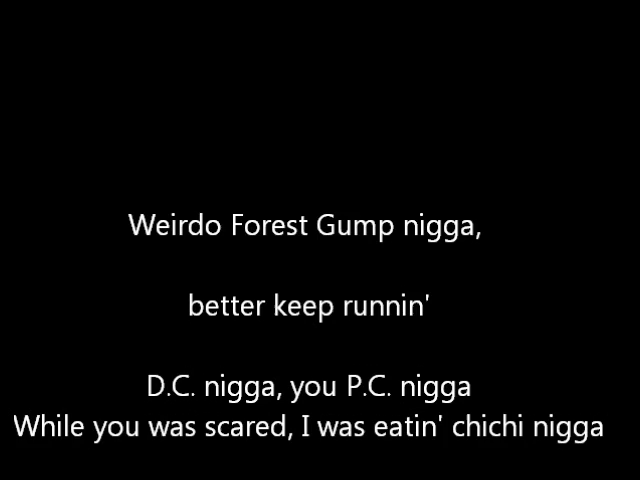 Weirdo Forest Gump nigga,
better keep runnin'
D.C. nigga, you P.C. nigga
While you was scared, I was eatin' chichi nigga